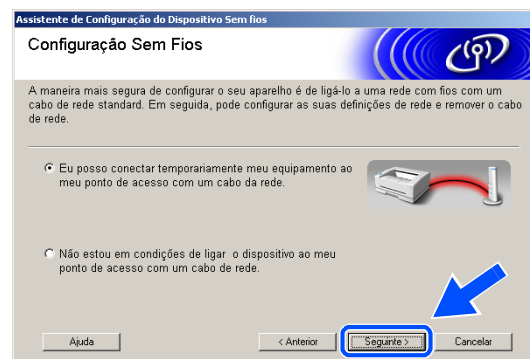 Assistente de Configuração do Dispositivo Sem fios
Configuração Sem Fios
A maneira mais segura de configurar o seu aparelho é de ligá-lo a uma rede com fios com um
cabo de rede standard. Em seguida, pode configurar as suas definições de rede e remover o cabo
de rede.
Eu posso conectar temporariamente meu equipamento ao
meu ponto de acesso com um cabo da rede.
Não estou em condições de ligar o dispositivo ao meu
ponto de acesso com um cabo de rede.
Ajuda
< Anterior
Seguinte >
Cancelar